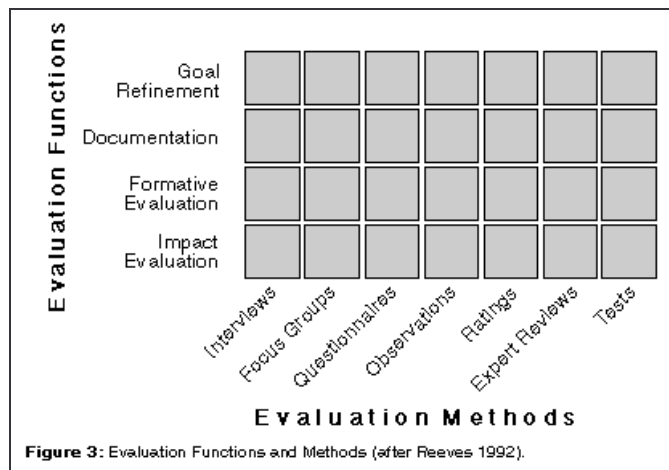 Evaluation Functions
Goal
Refinement
Documentation
Formative
Evaluation
Impact
Evaluation
Interviews
Focus Groups
Questionnaires
Observations
Ratings
Expert Reviews
Tests
Evaluation Methods
Figure 3: Evaluation Functions and Methods (after Reeves 1992).